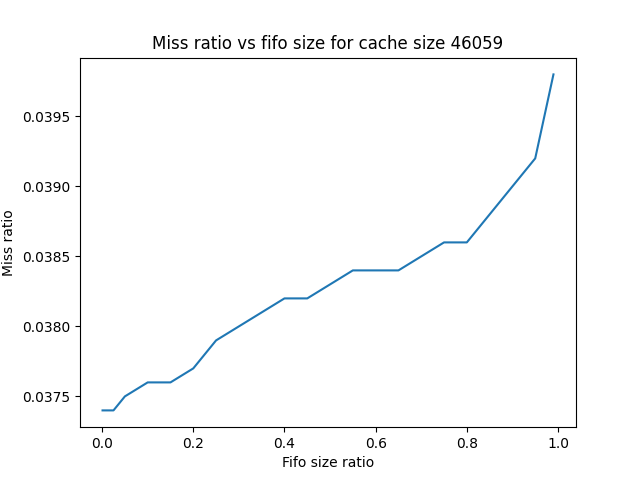 Miss ratio vs fifo size for cache size 46059
0.0395
0.0390
0.0385
0.0380
0.0375
Miss ratio
0.0 0.2 0.4 0.6 0.8 1.0
Fifo size ratio